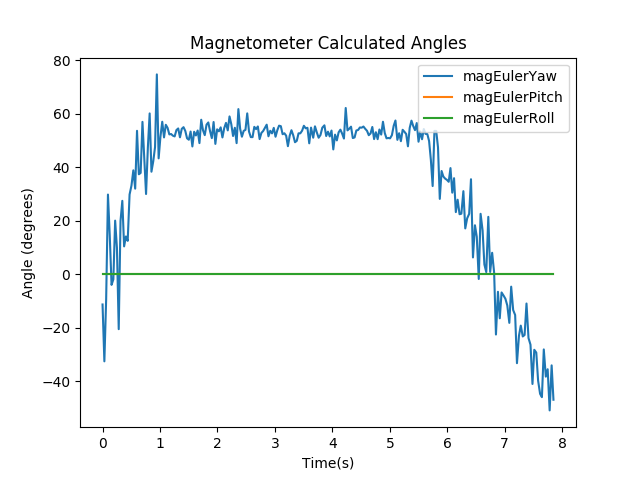 Magnetometer Calculated Angles
magEulerYaw
magEulerPitch
magEulerRoll
Angle (degrees)
80
60
40
20
0
−20
−40
0 1 2 3 4 5 6 7 8
Time(s)